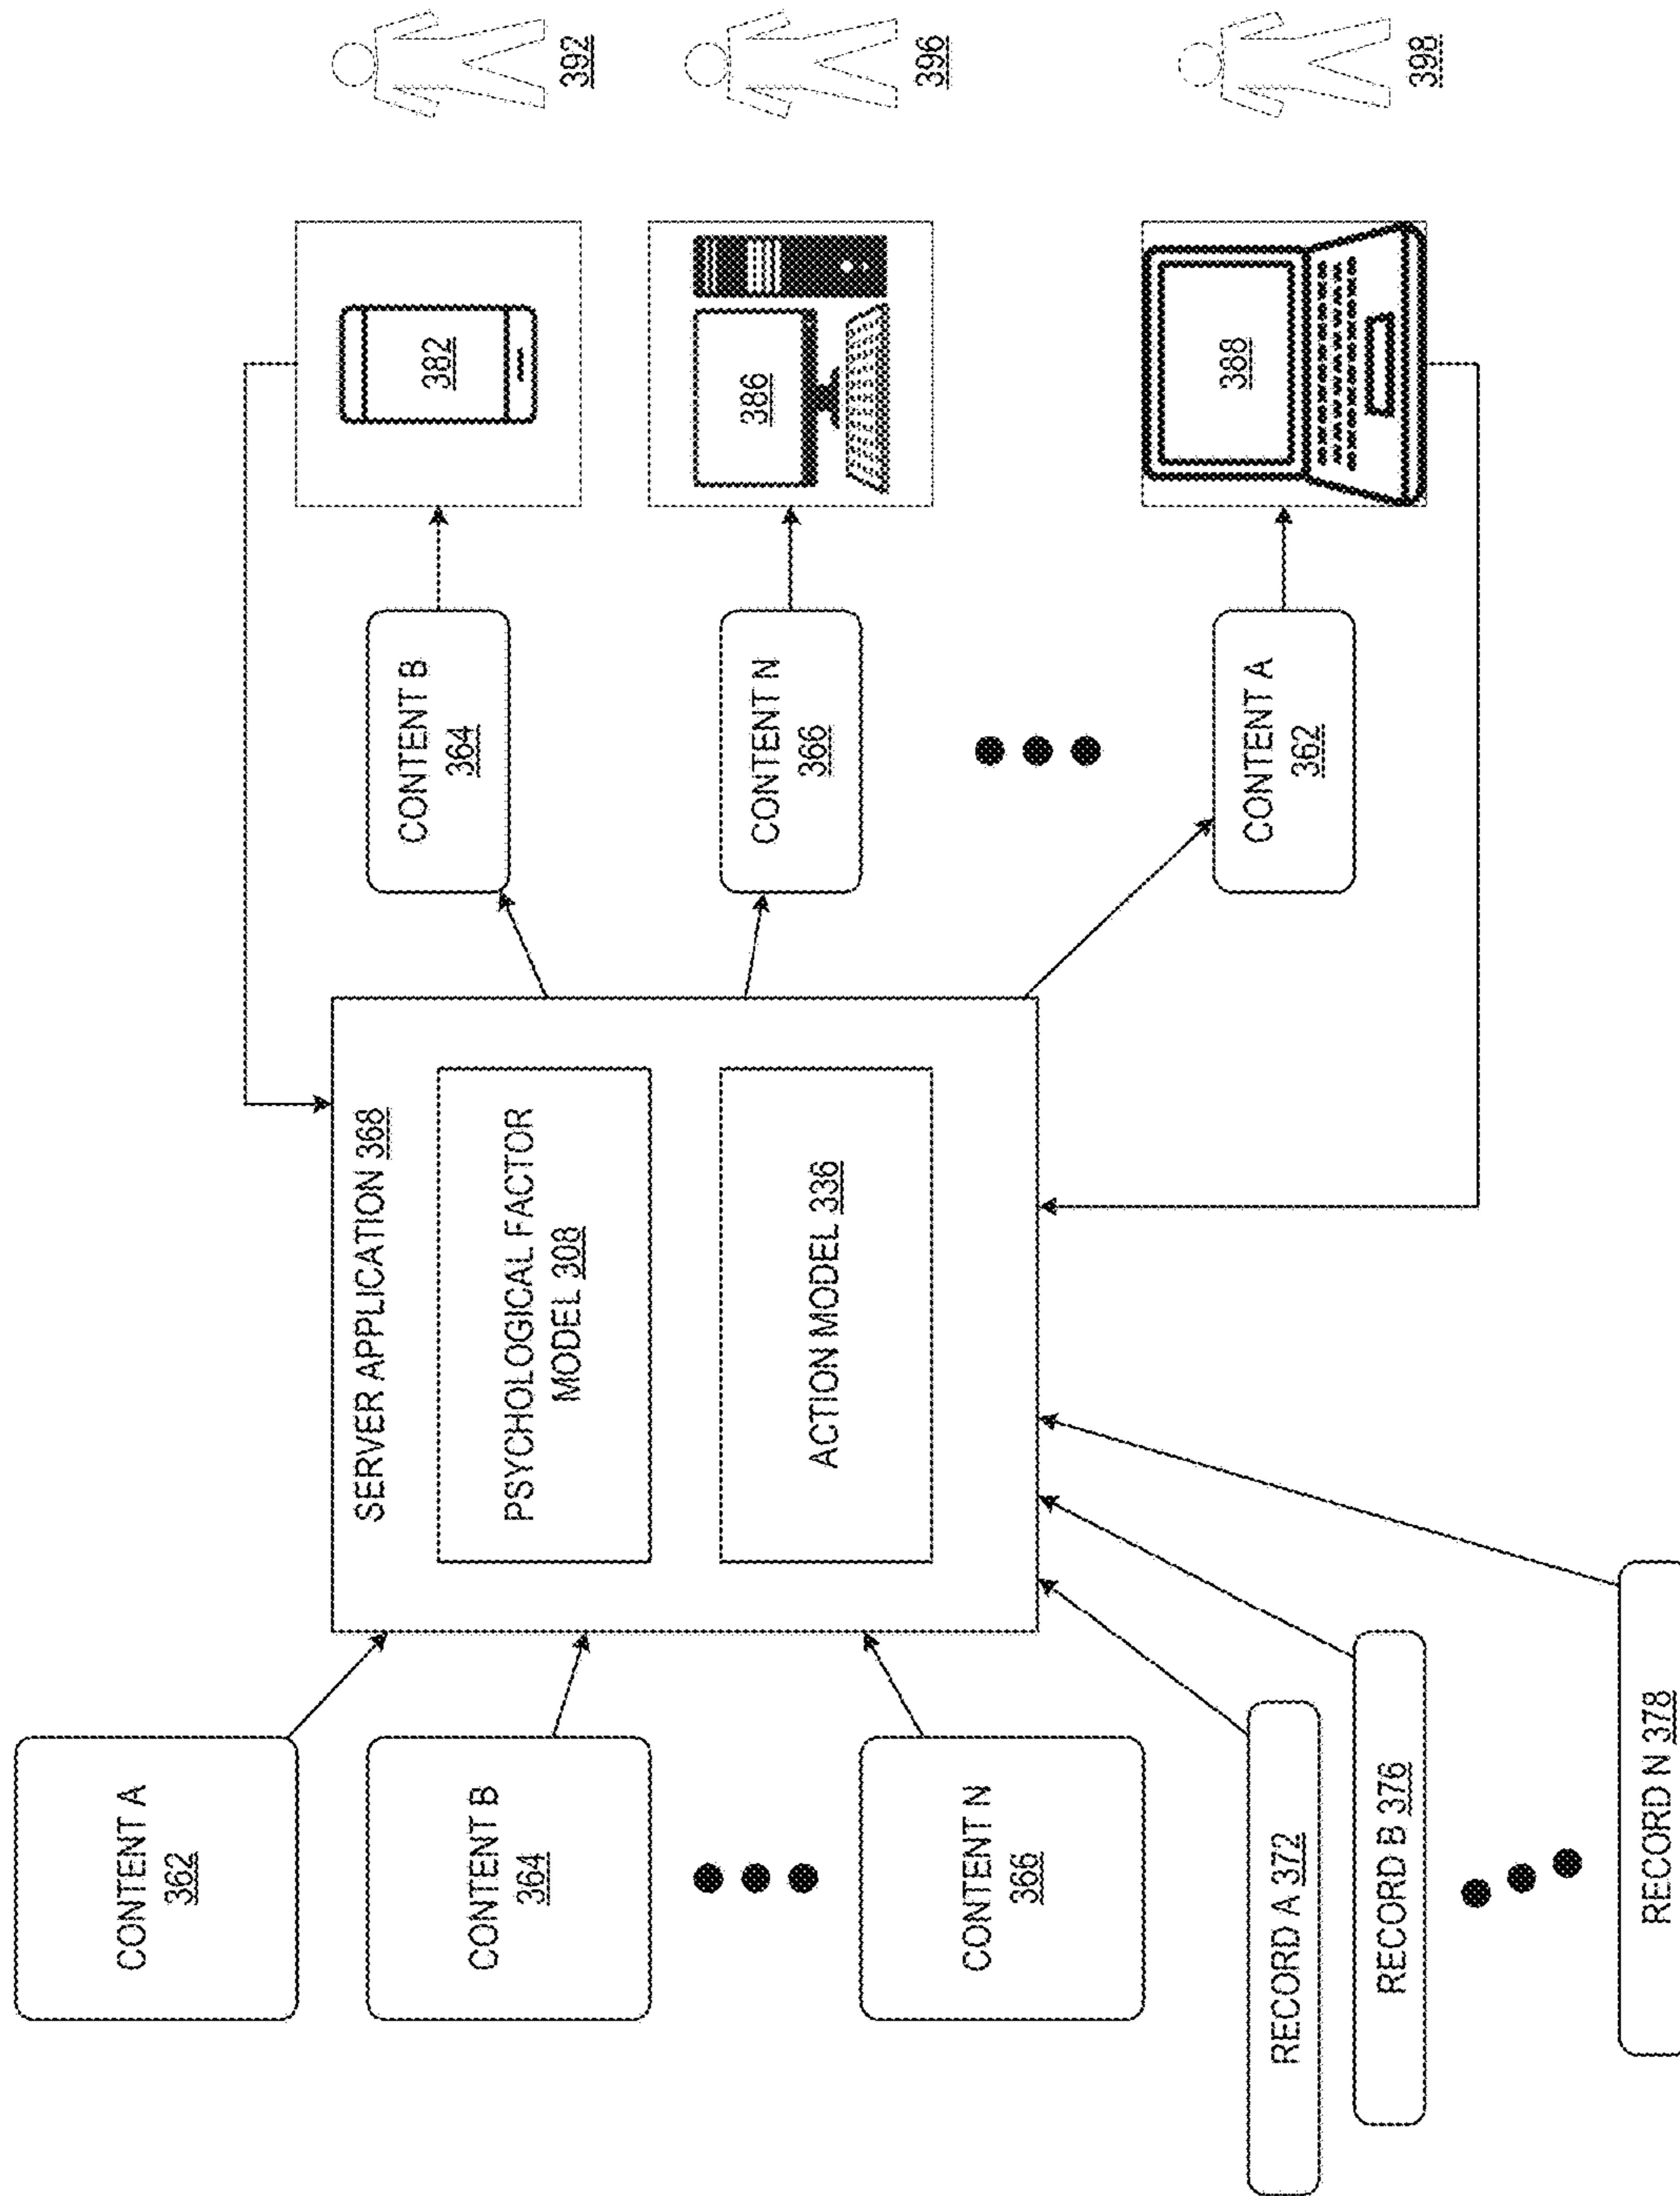 CONTENT A
362
CONTENT B
364
CONTENT N
366
RECORD A 372
RECORD B 376
RECORD N 378
SERVER APPLICATION 368
PSYCHOLOGICAL FACTOR
MODEL 308
ACTION MODEL 336
CONTENT B
364
CONTENT N
366
CONTENT A
362
382
386
388
392
396
398